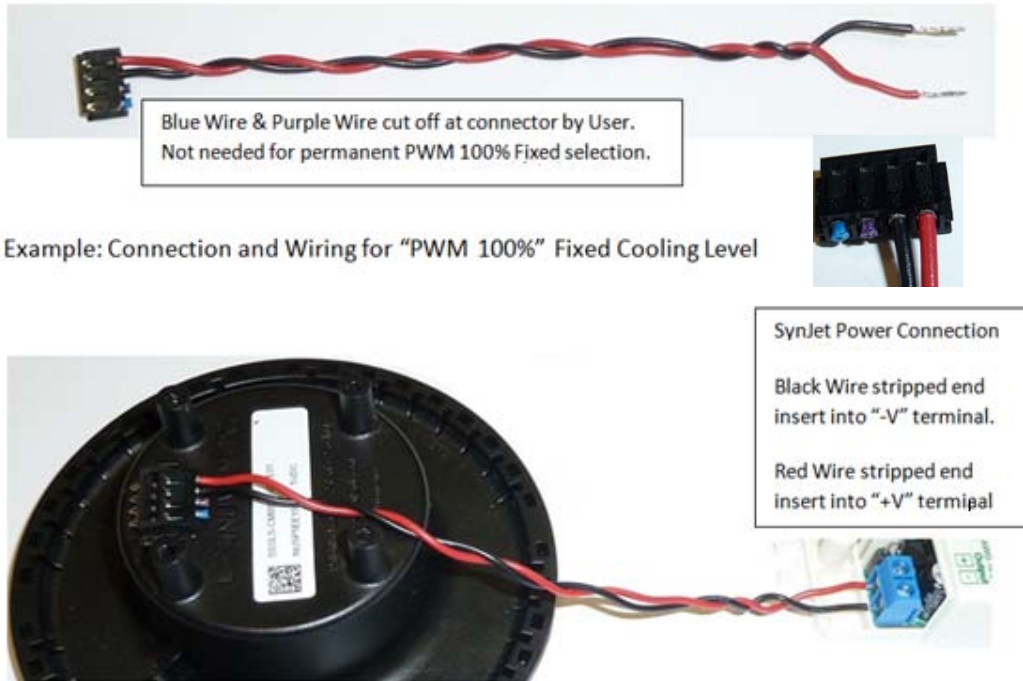 Blue Wire & Purple Wire cut off at connector by User.
Not needed for permanent PWM 100% Fixed selection.
Example: Connection and Wiring for “PWM 100%” Fixed Cooling Level
SynJet Power Connection
Black Wire stripped end
insert into “-V” terminal.
Red Wire stripped end
insert into “+V” terminal